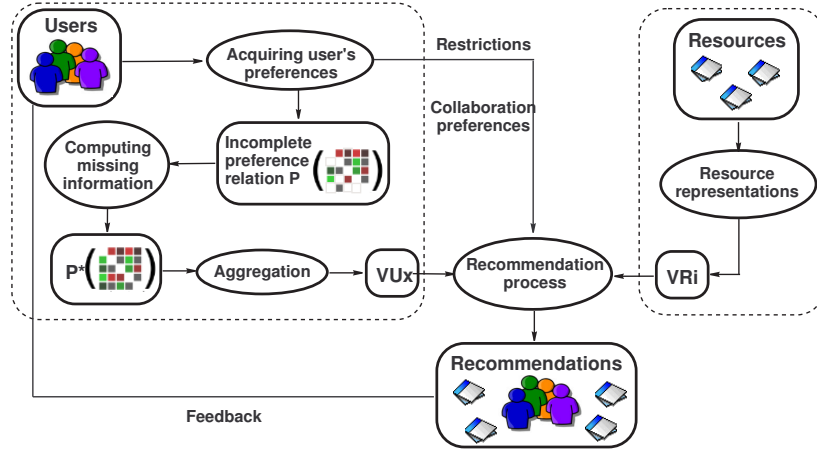 Users
Acquiring user's
preferences
Restrictions
Collaboration
preferences
Resources
Computing
missing
information
Incomplete
preference
relation P
Resource
representations
P*
Aggregation
VUx
Recommendation
process
VRi
Recommendations
Feedback